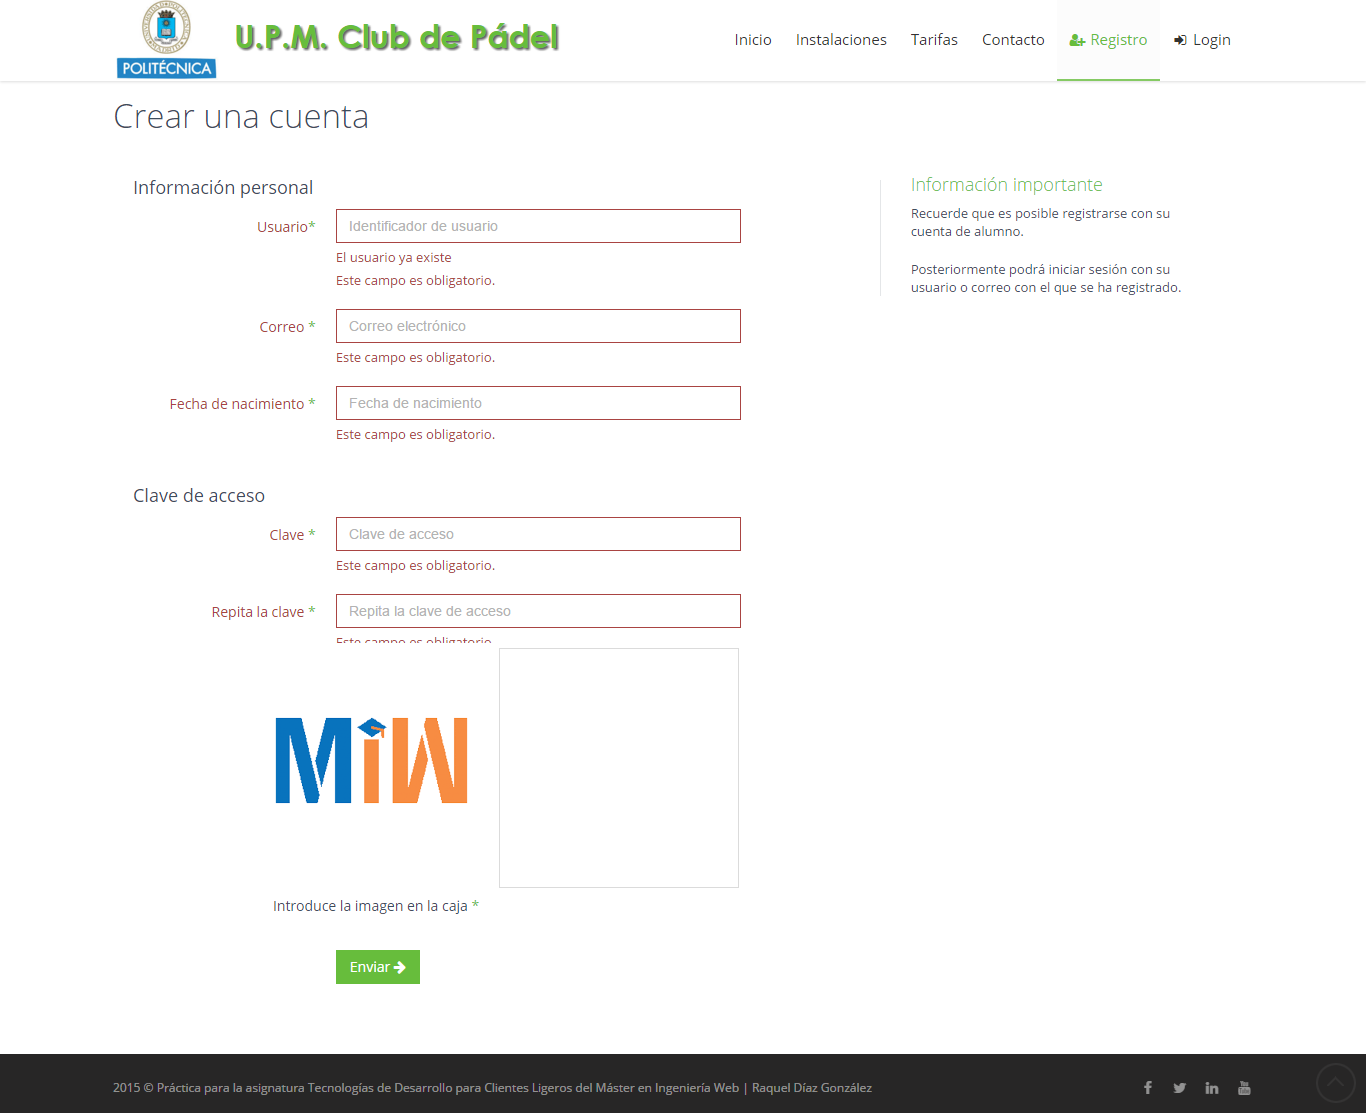 POLITÉCNICA
U.P.M. Club de Pádel
Inicio Instalaciones Tarifas Contacto Registro Login
Crear una cuenta
Información personal
Usuario*
Identificador de usuario
El usuario ya existe
Este campo es obligatorio.
Correo *
Correo electrónico
Este campo es obligatorio.
Fecha de nacimiento *
Fecha de nacimiento
Este campo es obligatorio.
Clave de acceso
Clave *
Clave de acceso
Este campo es obligatorio.
Repita la clave *
Repita la clave de acceso
Este campo es obligatorio
MiW
Introduce la imagen en la caja *
Enviar
Información importante
Recuerde que es posible registrarse con su
cuenta de alumno.
Posteriormente podrá iniciar sesión con su
usuario o correo con el que se ha registrado.
2015 © Práctica para la asignatura Tecnologías de Desarrollo para Clientes Ligeros del Máster en Ingeniería Web | Raquel Díaz González